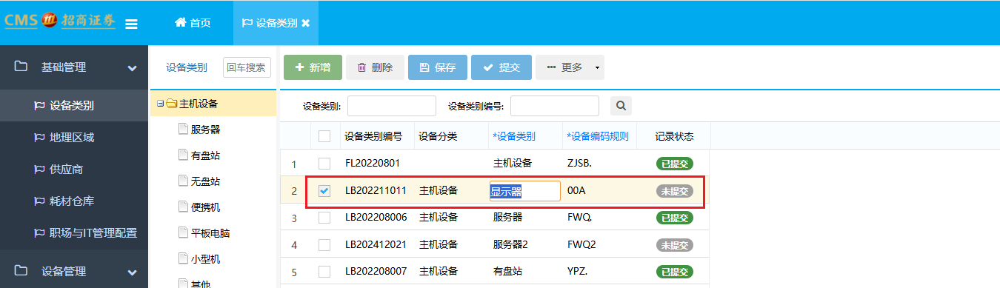 CMS 招商证券 首页 设备类别
基础管理
设备类别
地理区域
供应商
耗材仓库
职场与IT管理配置
设备管理
设备类别 回车搜索
主机设备
服务器
有盘站
无盘站
便携机
平板电脑
小型机
其他
新增 删除 保存 提交 更多
设备类别: 设备类别编号:
设备类别编号 设备分类 *设备类别 *设备编码规则 记录状态
1 FL20220801 主机设备 ZJSB. 已提交
2 LB202211011 主机设备 显示器 00A 未提交
3 LB202208006 主机设备 服务器 FWQ. 已提交
4 LB202412021 主机设备 服务器2 FWQ2 未提交
5 LB202208007 主机设备 有盘站 YPZ. 已提交